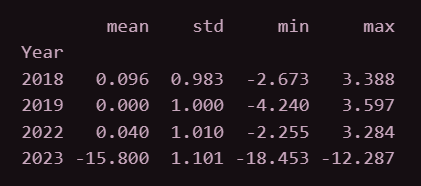 mean std min max
Year
2018 0.096 0.983 -2.673 3.388
2019 0.000 1.000 -4.240 3.597
2022 0.040 1.010 -2.255 3.284
2023 -15.800 1.101 -18.453 -12.287